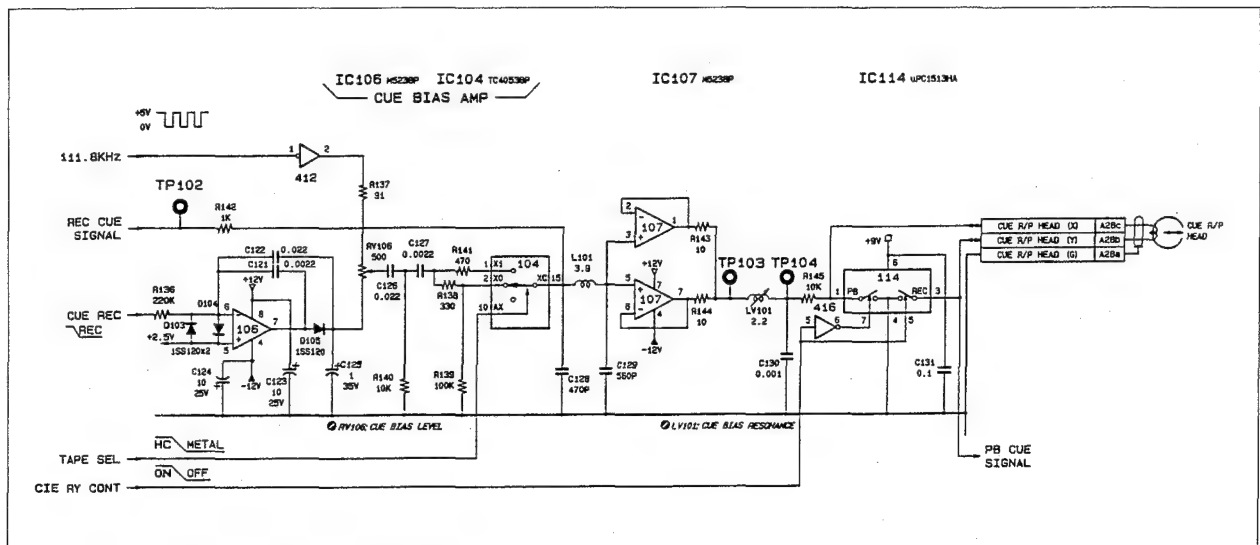 IC106 M5238P IC104 TC4053BP
CUE BIAS AMP
IC107 M5238P
IC114 uPC1513HA
+5V
0V
111.8KHz
1 2
412
R137
91
TP102
R142
1K
REC CUE
SIGNAL
C122 0.022
C121 0.0022
RV106
500
C127
0.0022
C126
0.022
R141
470
R138
330
1 X1
2 X0
104
XC 15
10 AX
L101
3.9
R136
220K
D104
+12V
CUE REC
REC
D103
6 8
106 7
5 4
+2.5V
1SS120x2
D105
1SS120
C124
10
25V
-12V
C123
10
25V
C125
1
35V
R140
10K
R139
100K
C128
470P
C129
560P
2
107 1
3
R143
10
+12V
5 7
107 7
6 4
R144
10
-12V
TP103
LV101
2.2
TP104
C130
0.001
R145
10K
416
5 6
+9V
6
114
1 PB REC 3
7 4 5
C131
0.1
CUE R/P HEAD (X) A28c
CUE R/P HEAD (Y) A28b
CUE R/P HEAD (G) A28a
CUE R/P
HEAD
RV106: CUE BIAS LEVEL
LV101: CUE BIAS RESONANCE
HC METAL
TAPE SEL
ON OFF
CIE RY CONT
PB CUE
SIGNAL